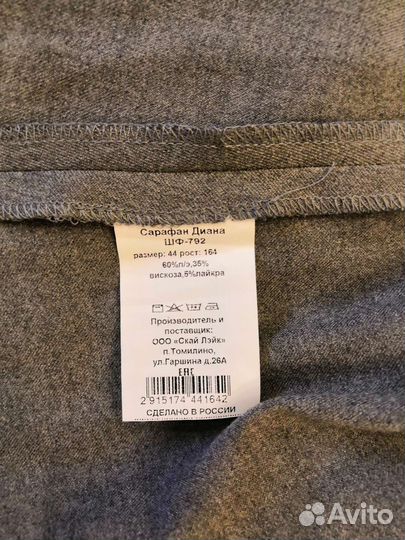 Сарафан Диана
ШФ-792
размер: 44 рост: 164
60%п/э,35%
вискоза,5%лайкра
Производитель и
поставщик:
ООО «Скай Лэйк»
п.Томилино,
ул.Гаршина д.26А
ЕАС
2 915174 441642
СДЕЛАНО В РОССИИ
Avito